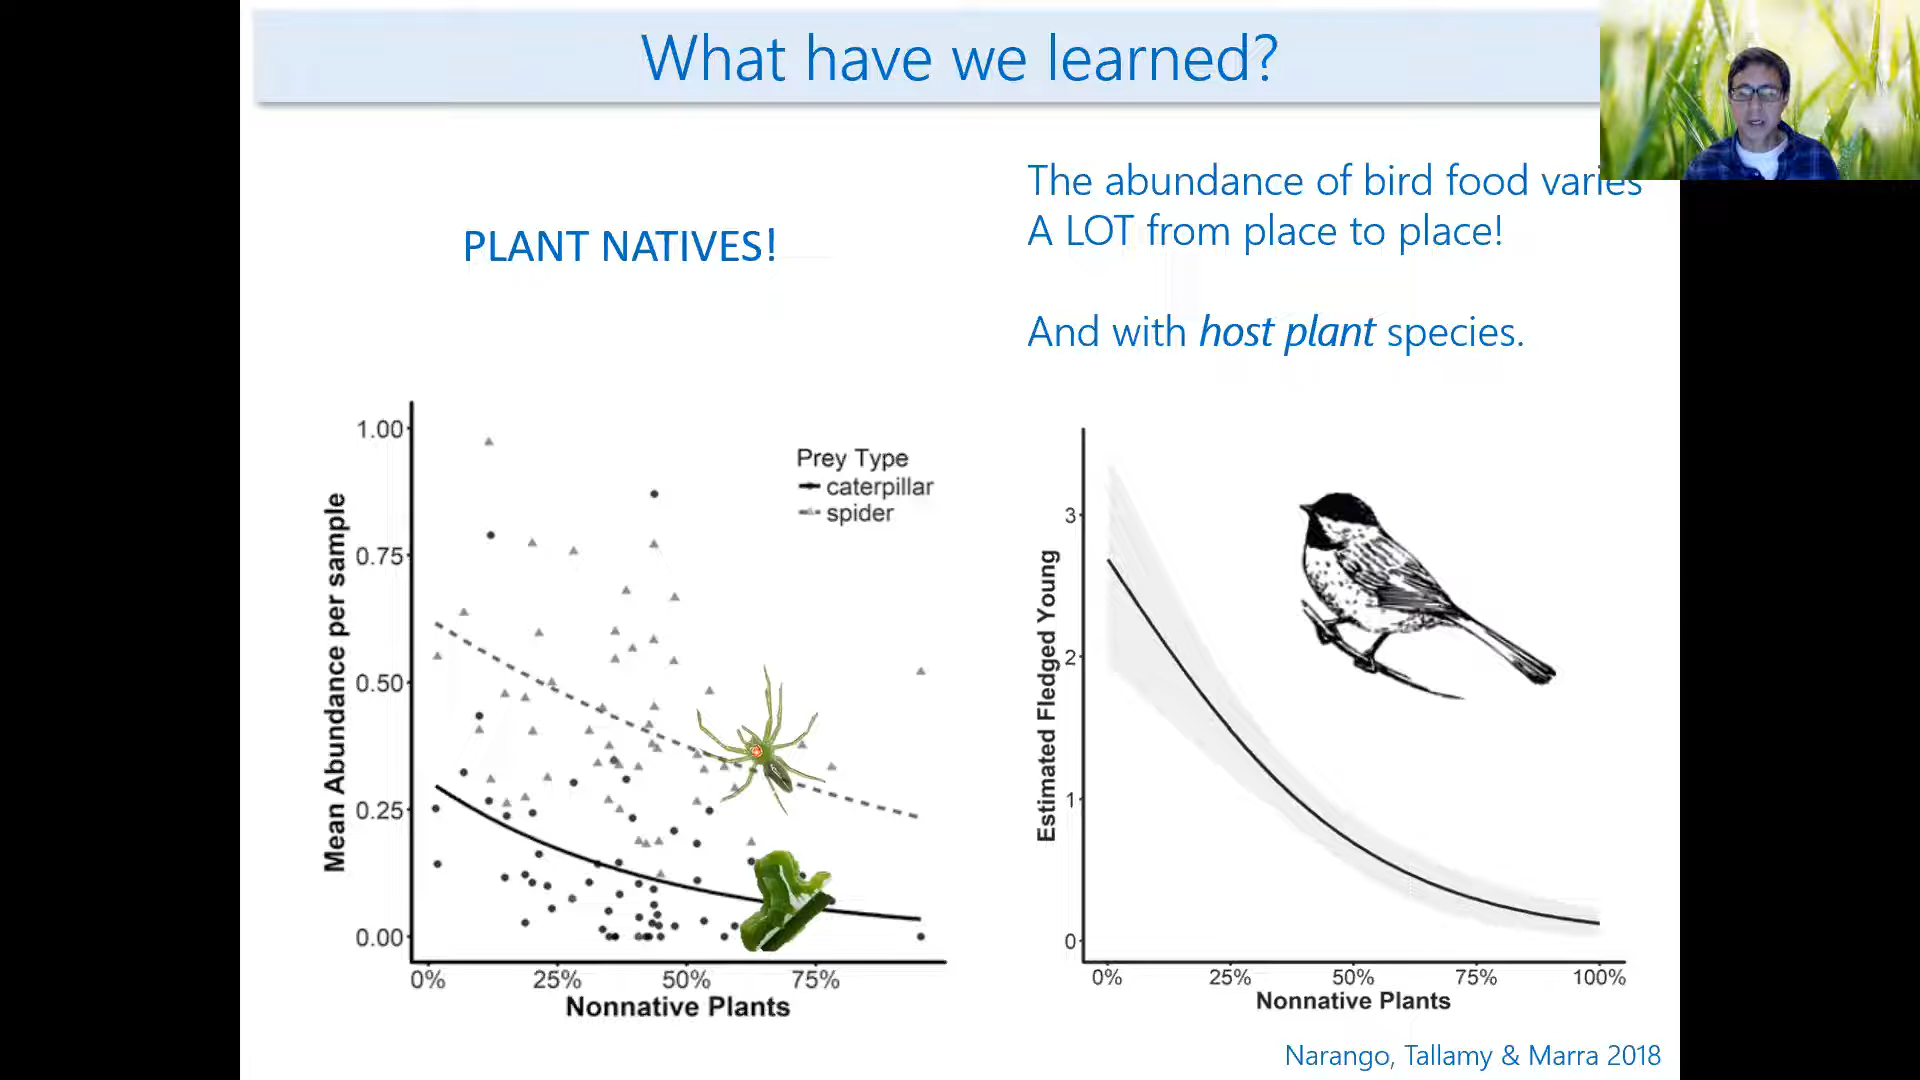 What have we learned?
PLANT NATIVES!
The abundance of bird food varies
A LOT from place to place!
And with host plant species.
Mean Abundance per sample
1.00
0.75
0.50
0.25
0.00
Prey Type
caterpillar
spider
0% 25% 50% 75%
Nonnative Plants
Estimated Fledged Young
3
2
1
0
0% 25% 50% 75% 100%
Nonnative Plants
Narango, Tallamy & Marra 2018